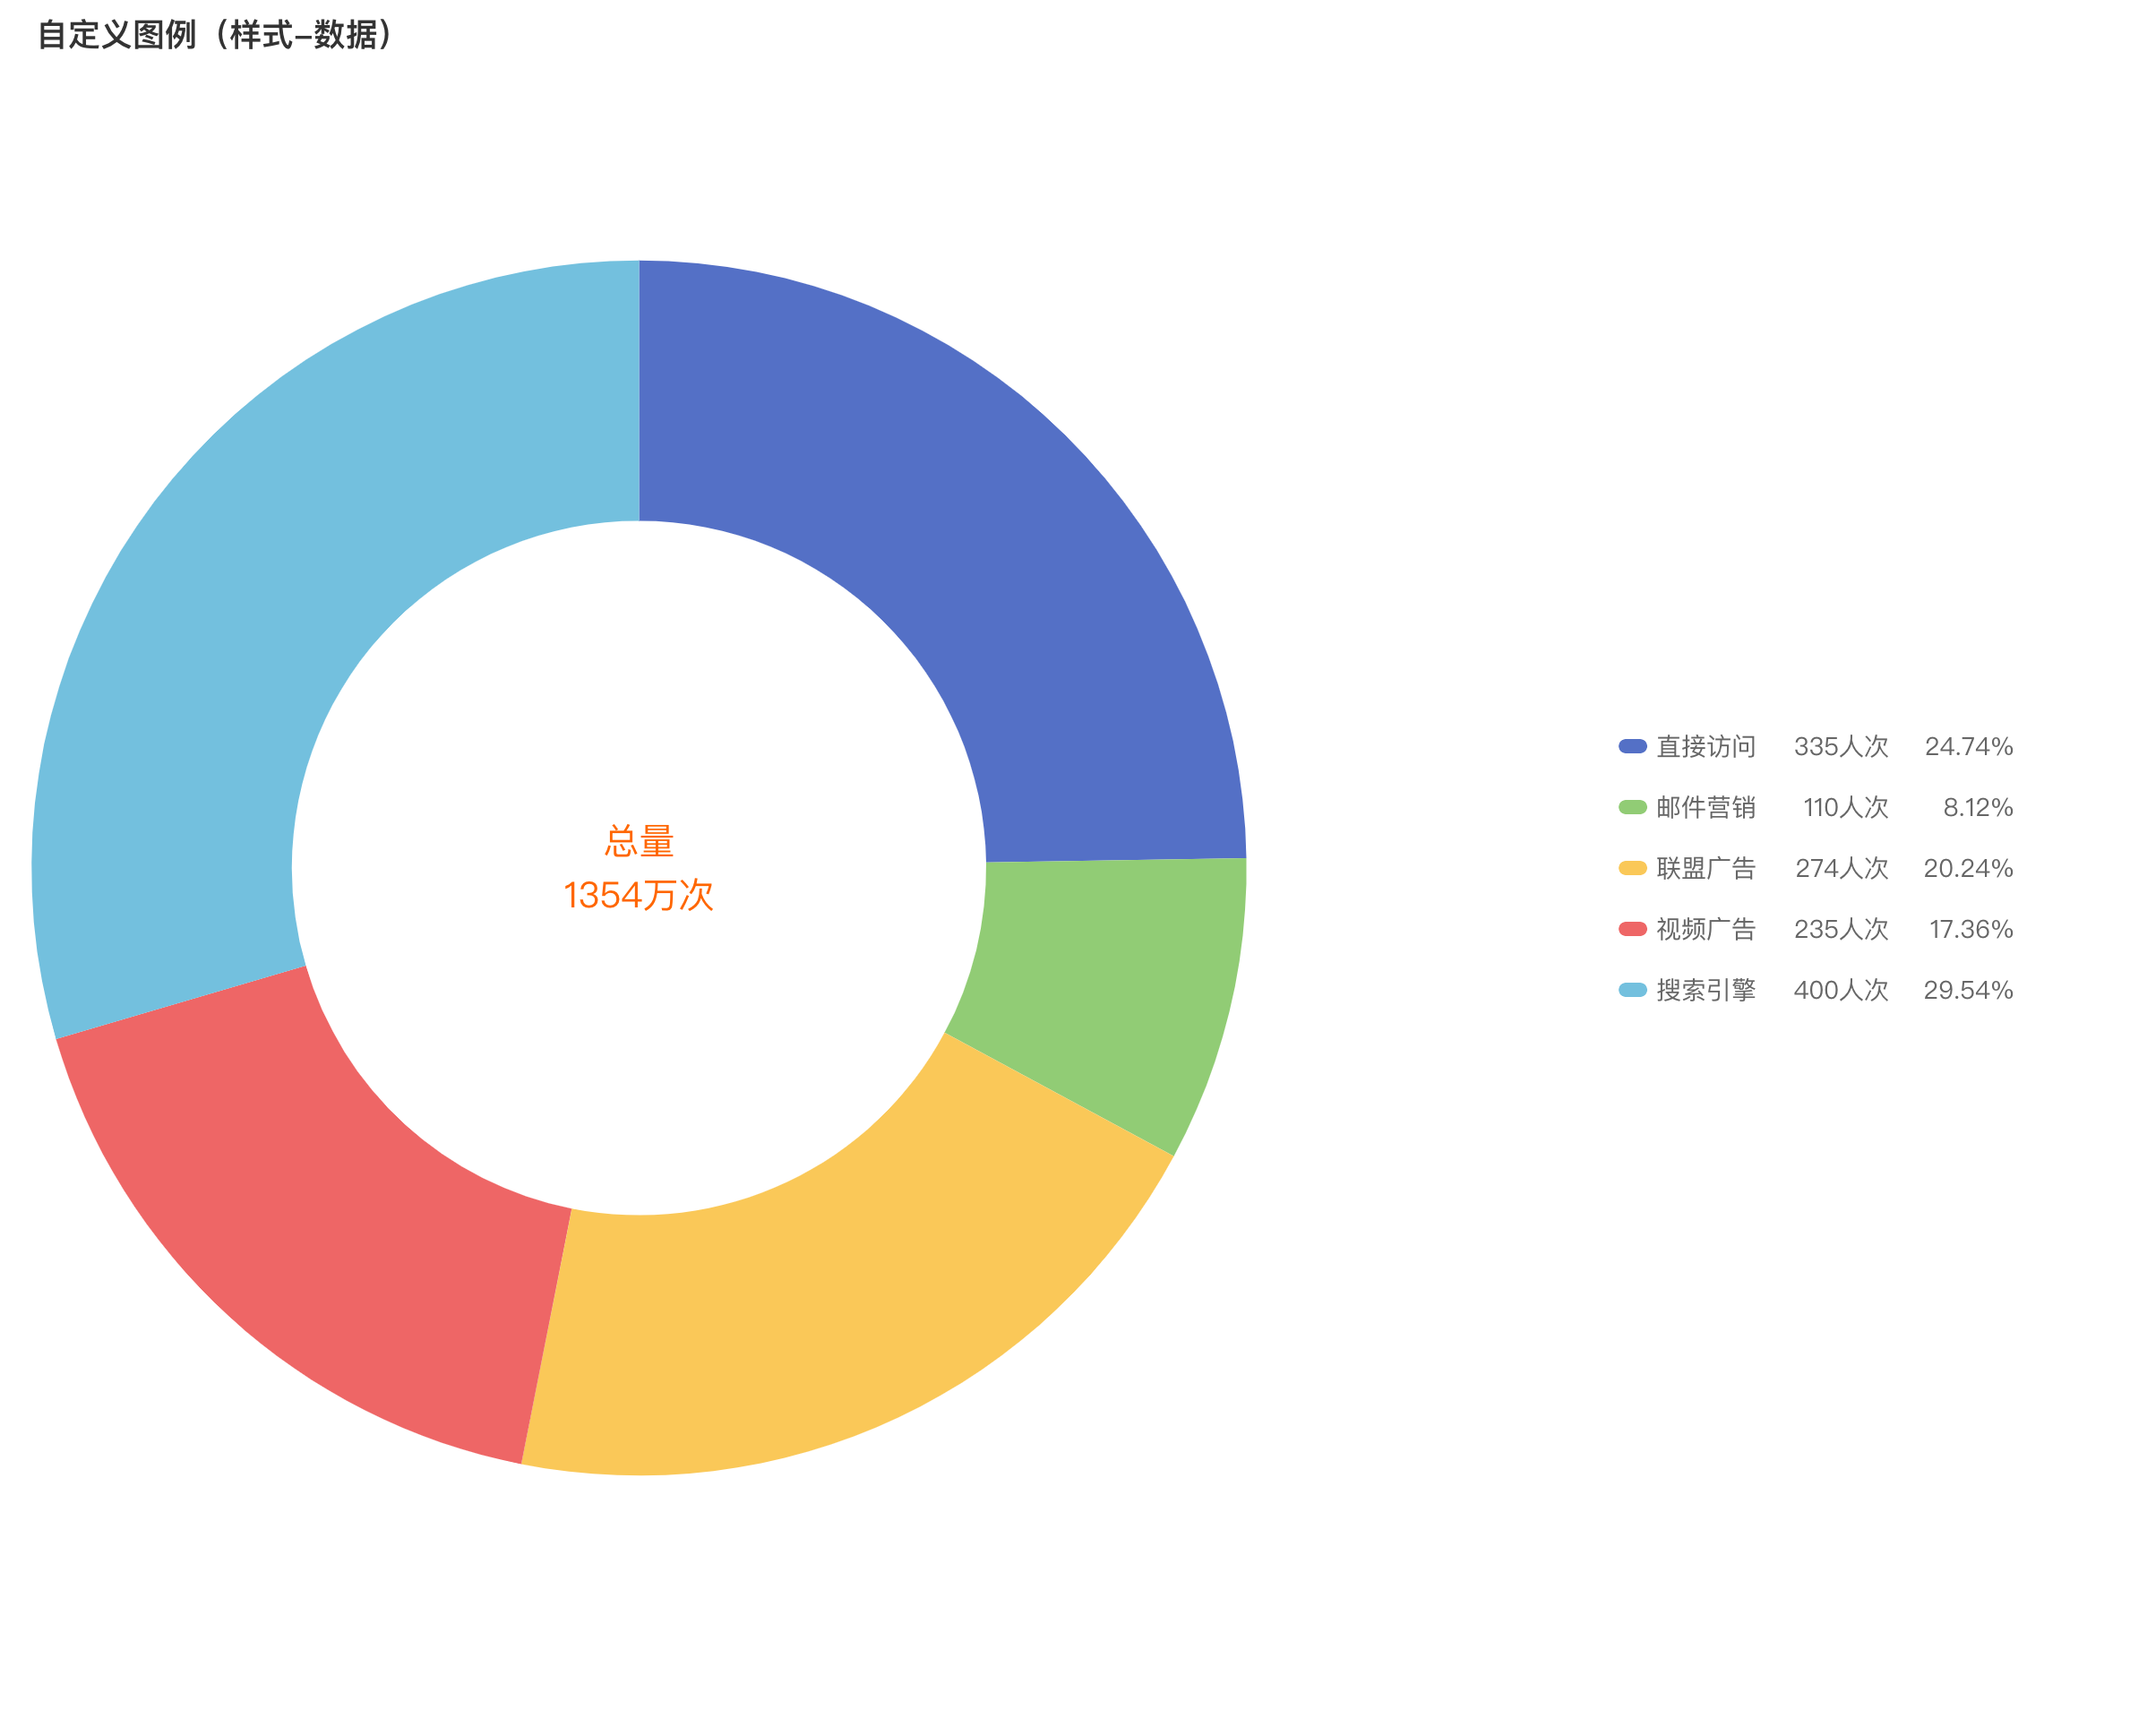 自定义图例（样式-数据）
总量
1354万次
直接访问 335人次 24.74%
邮件营销 110人次 8.12%
联盟广告 274人次 20.24%
视频广告 235人次 17.36%
搜索引擎 400人次 29.54%